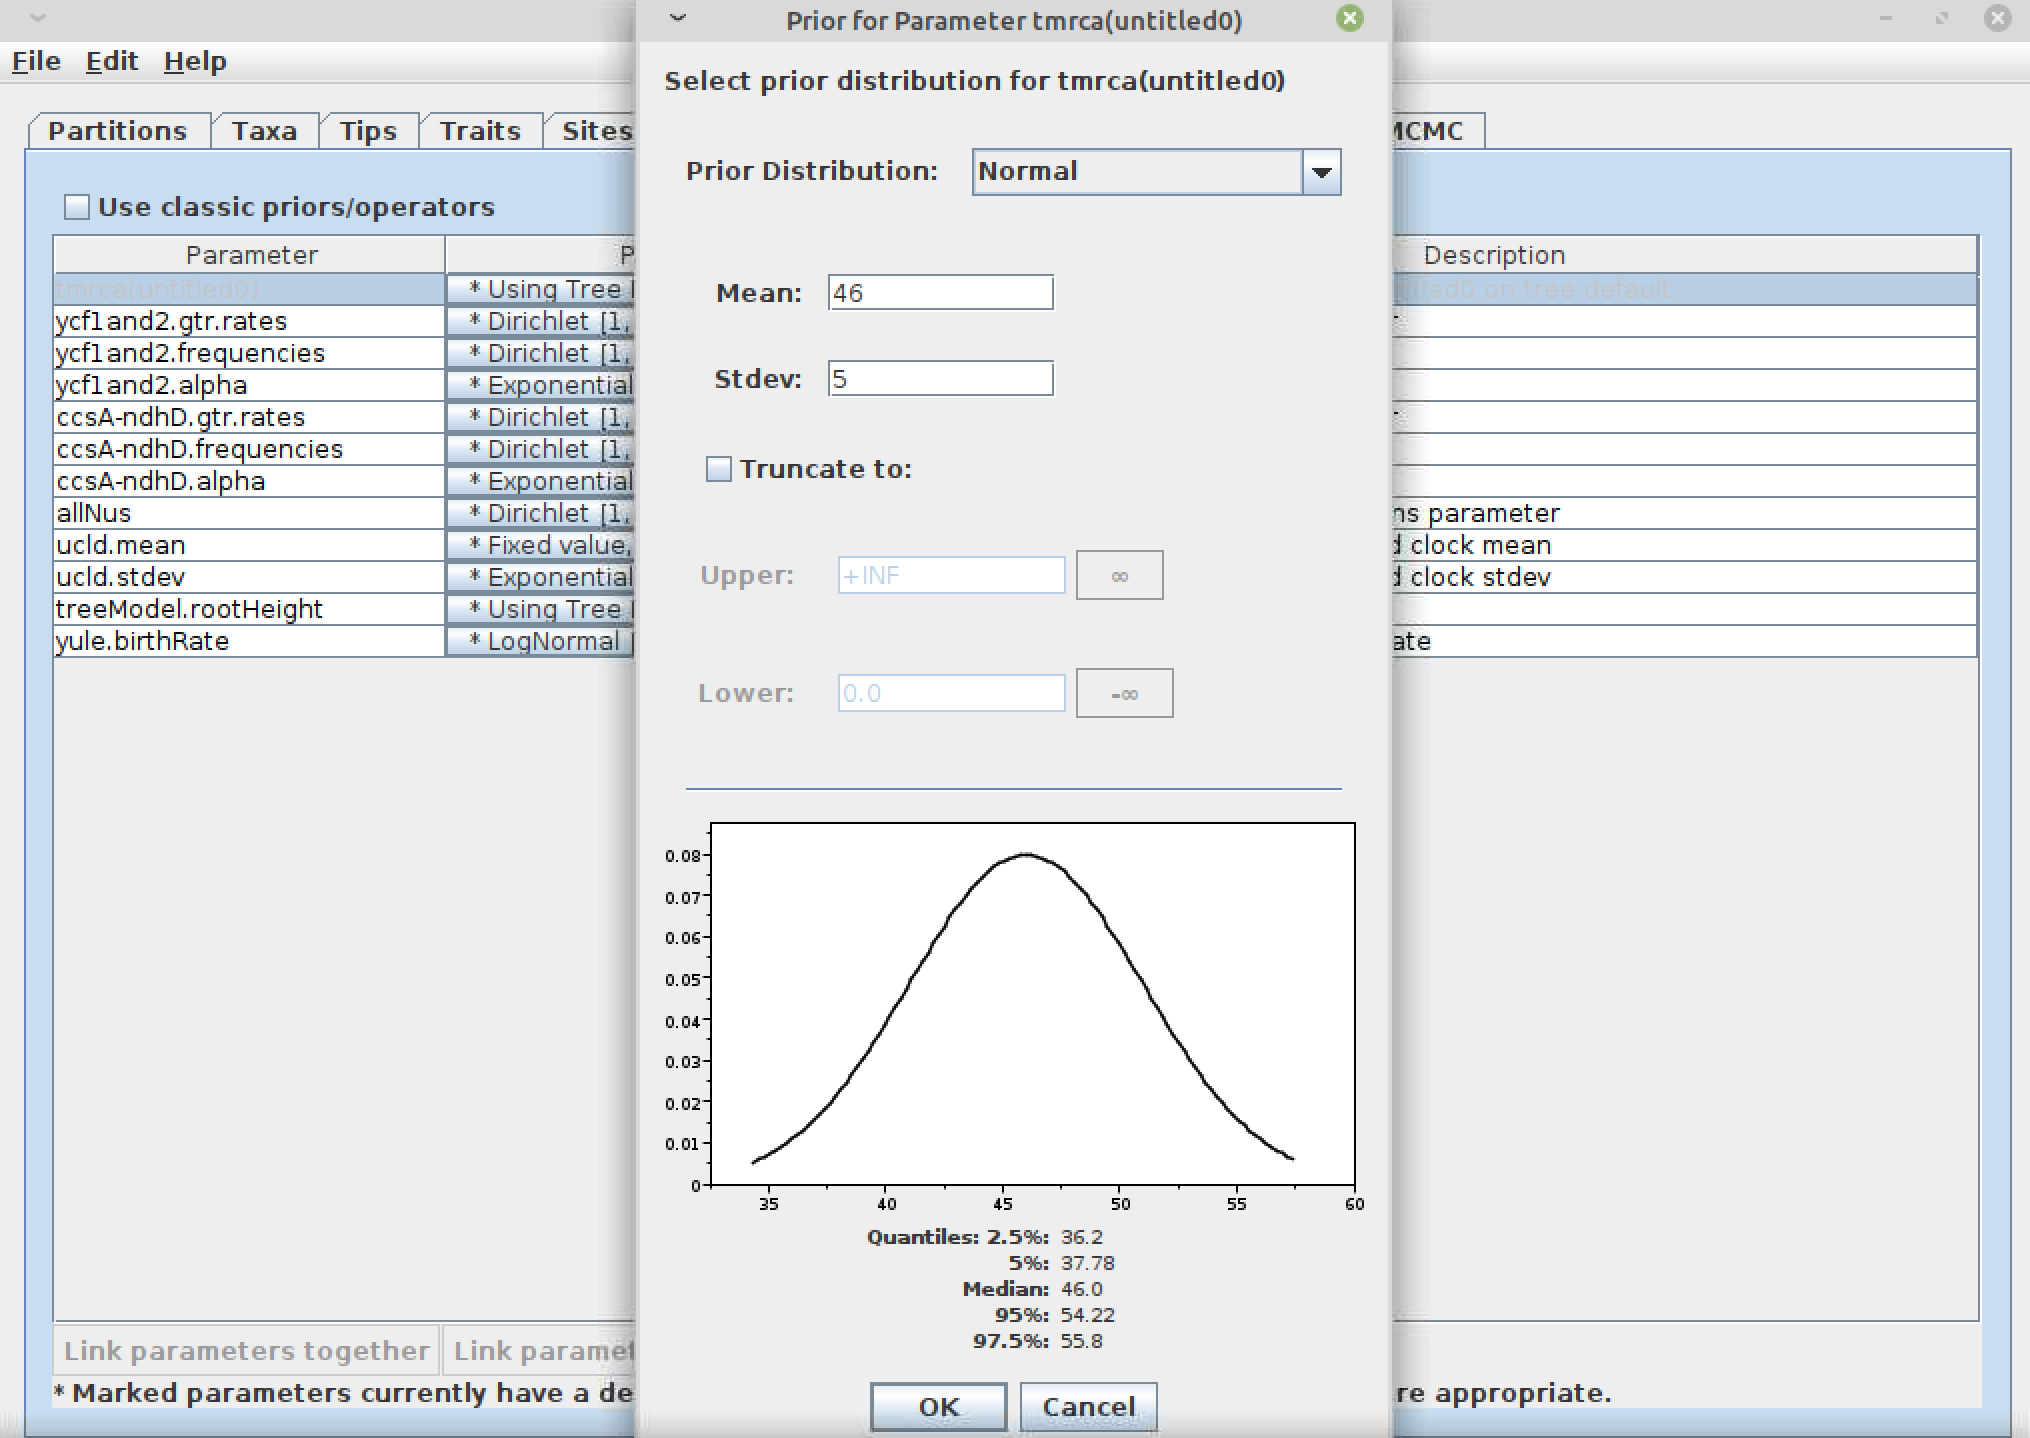 Prior for Parameter tmrca(untitled0)
File Edit Help
Select prior distribution for tmrca(untitled0)
Partitions Taxa Tips Traits Sites MCMC
Prior Distribution: Normal
Use classic priors/operators
Parameter Description
Mean: 46
tmrca(untitled0) * Using Tree on tree default
ycf1and2.gtr.rates * Dirichlet [1,
ycf1and2.frequencies * Dirichlet [1,
ycf1and2.alpha * Exponential
Stdev: 5
ccsA-ndhD.gtr.rates * Dirichlet [1,
ccsA-ndhD.frequencies * Dirichlet [1,
Truncate to:
ccsA-ndhD.alpha * Exponential
allNus * Dirichlet [1, parameter
ucld.mean * Fixed value, clock mean
ucld.stdev * Exponential clock stdev
Upper: +INF ∞
treeModel.rootHeight * Using Tree
yule.birthRate * LogNormal
Lower: 0.0 -∞
0.08
0.07
0.06
0.05
0.04
0.03
0.02
0.01
0
35 40 45 50 55 60
Quantiles: 2.5%: 36.2
5%: 37.78
Median: 46.0
95%: 54.22
97.5%: 55.8
Link parameters together Link
* Marked parameters currently have a appropriate.
OK Cancel